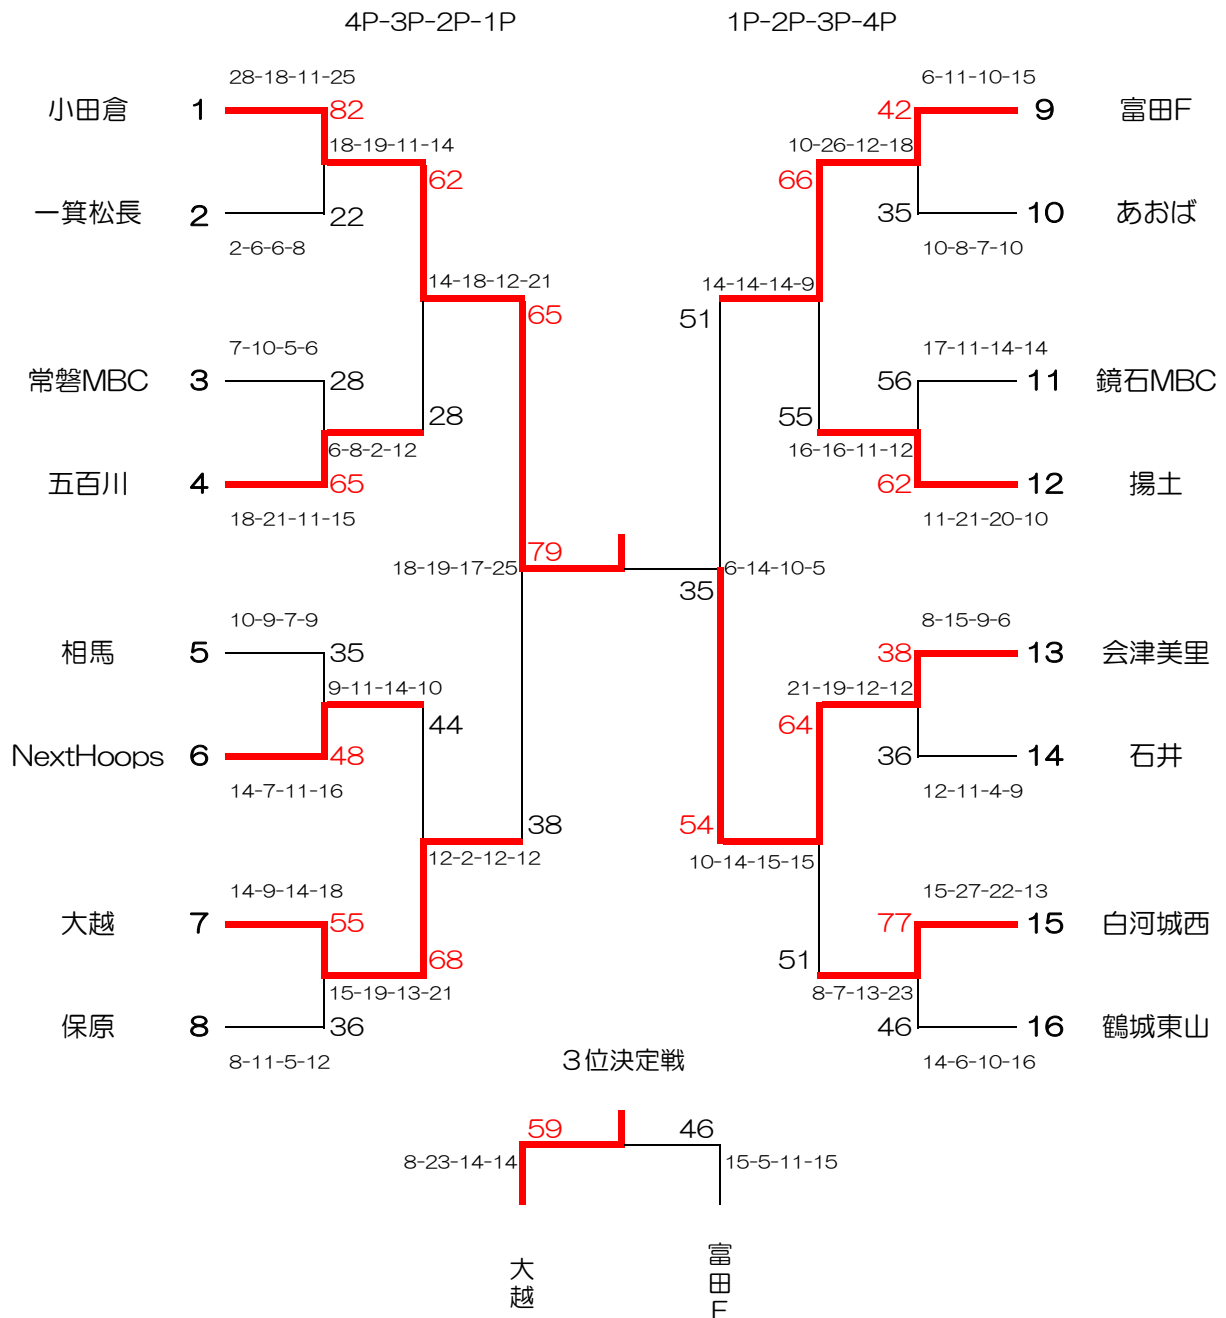 4P-3P-2P-1P 1P-2P-3P-4P
28-18-11-25 6-11-10-15
小田倉 1 82 42 9 富田F
18-19-11-14 10-26-12-18
62 66
一箕松長 2 22 35 10 あおば
2-6-6-8 10-8-7-10
14-18-12-21 14-14-14-9
65 51
7-10-5-6 17-11-14-14
常磐MBC 3 28 56 11 鏡石MBC
28 55
6-8-2-12 16-16-11-12
五百川 4 65 62 12 揚土
18-21-11-15 11-21-20-10
79
18-19-17-25 6-14-10-5
35
10-9-7-9 8-15-9-6
相馬 5 35 38 13 会津美里
9-11-14-10 21-19-12-12
44 64
NextHoops 6 48 36 14 石井
14-7-11-16 12-11-4-9
38 54
12-2-12-12 10-14-15-15
14-9-14-18 15-27-22-13
大越 7 55 77 15 白河城西
68 51
15-19-13-21 8-7-13-23
保原 8 36 46 16 鶴城東山
8-11-5-12 14-6-10-16
３位決定戦
59 46
8-23-14-14 15-5-11-15
大越 富田F